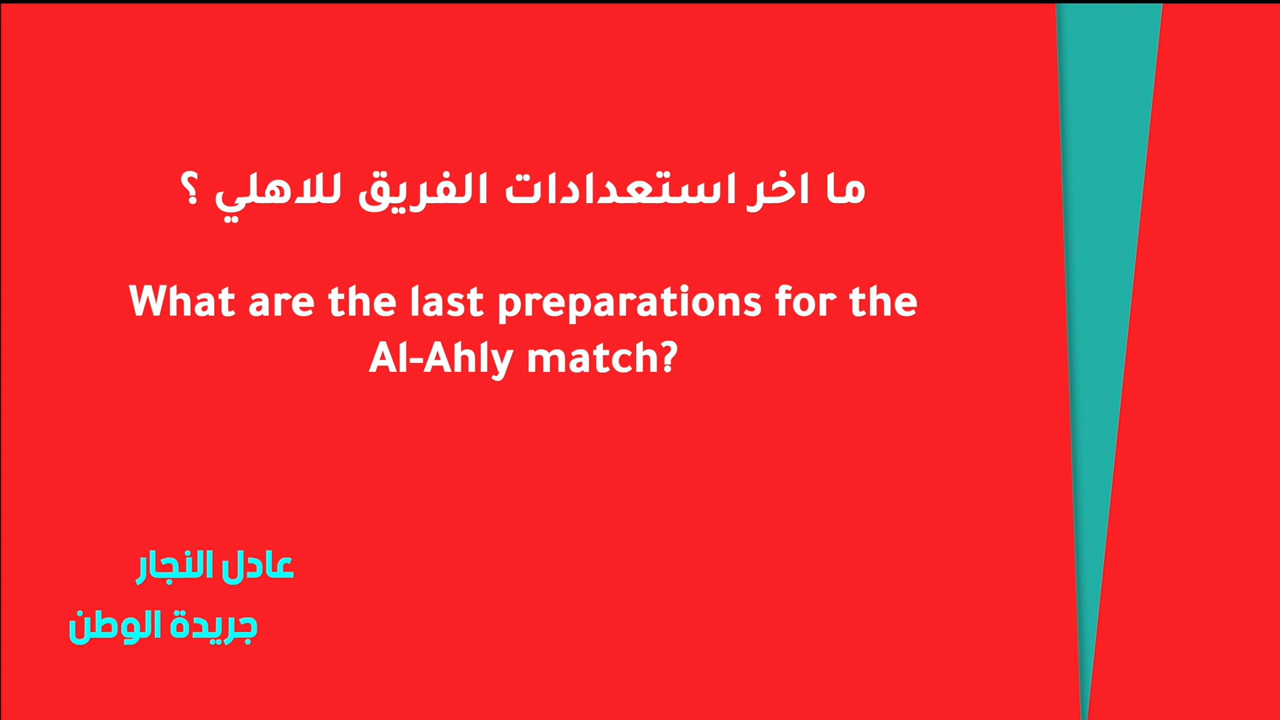 ما اخر استعدادات الفريق للاهلي ؟
What are the last preparations for the
Al-Ahly match?
عادل النجار
جريدة الوطن